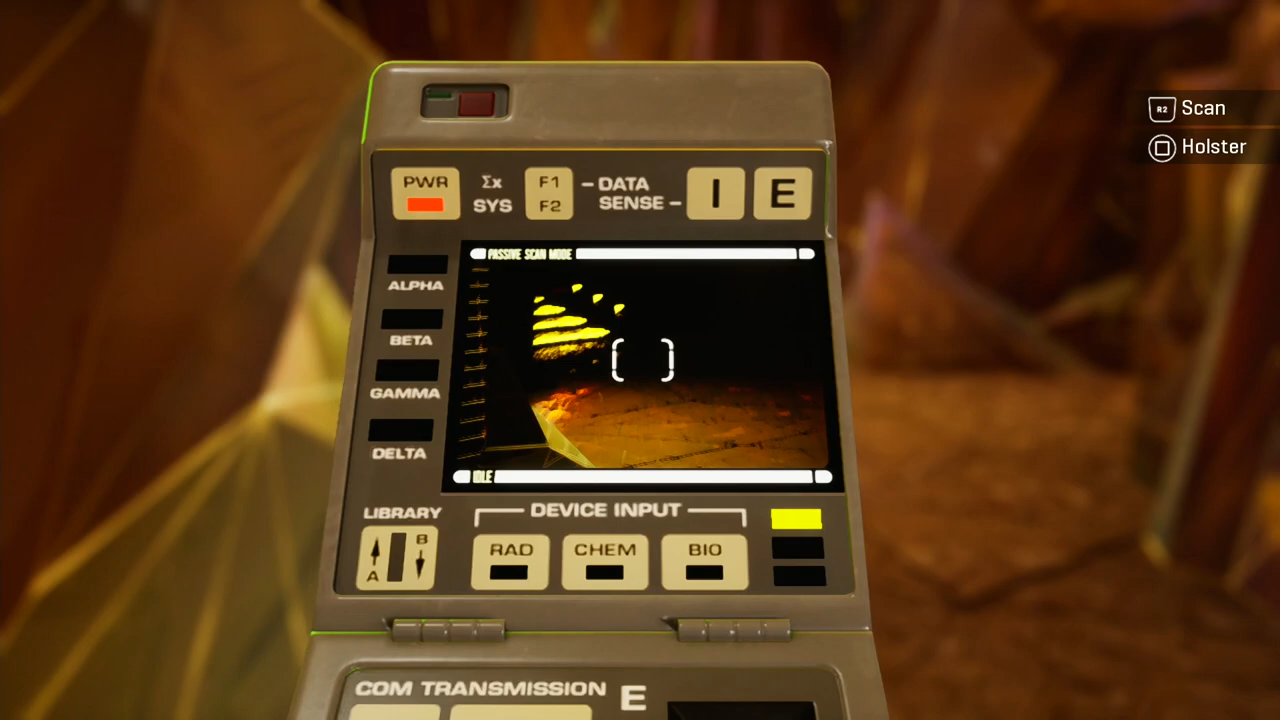 R2 Scan
Holster
PWR
Σx
SYS
F1
F2
– DATA
SENSE –
I
E
PASSIVE SCAN MODE
ALPHA
BETA
GAMMA
DELTA
IDLE
LIBRARY
A
B
DEVICE INPUT
RAD
CHEM
BIO
COM TRANSMISSION
E